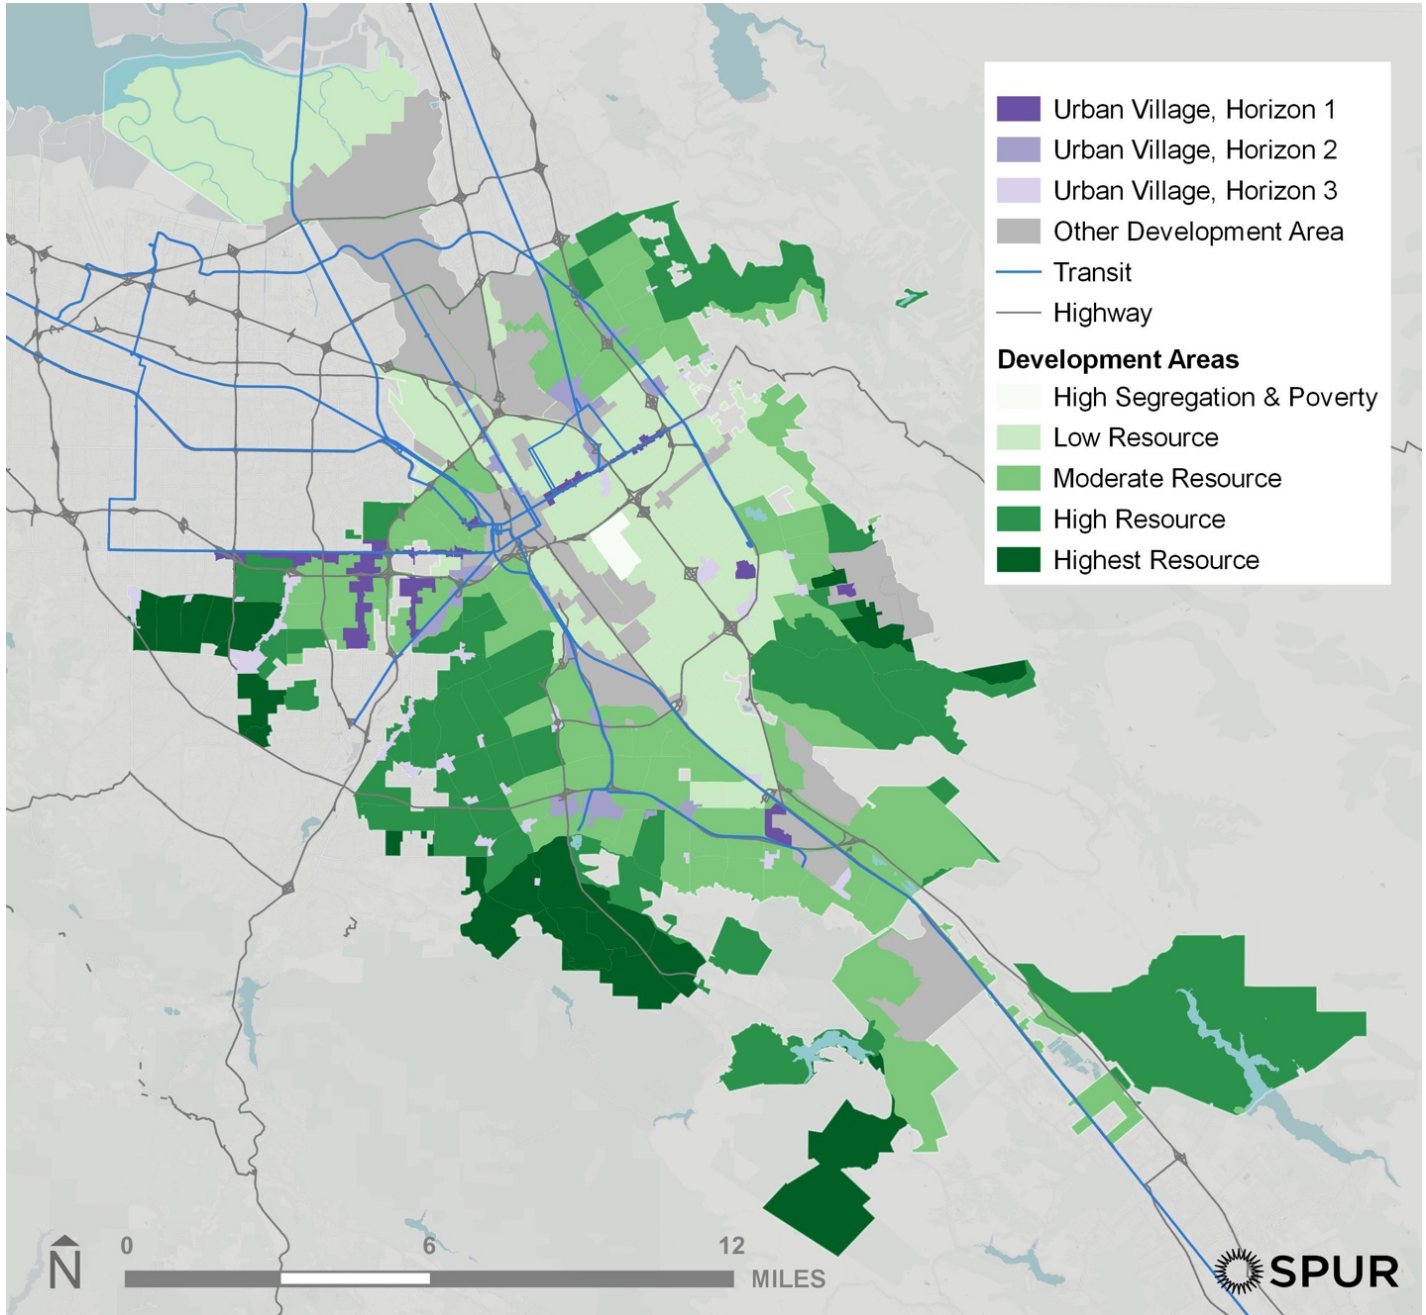 Urban Village, Horizon 1
Urban Village, Horizon 2
Urban Village, Horizon 3
Other Development Area
Transit
Highway
Development Areas
High Segregation & Poverty
Low Resource
Moderate Resource
High Resource
Highest Resource
N
0 6 12
MILES
SPUR